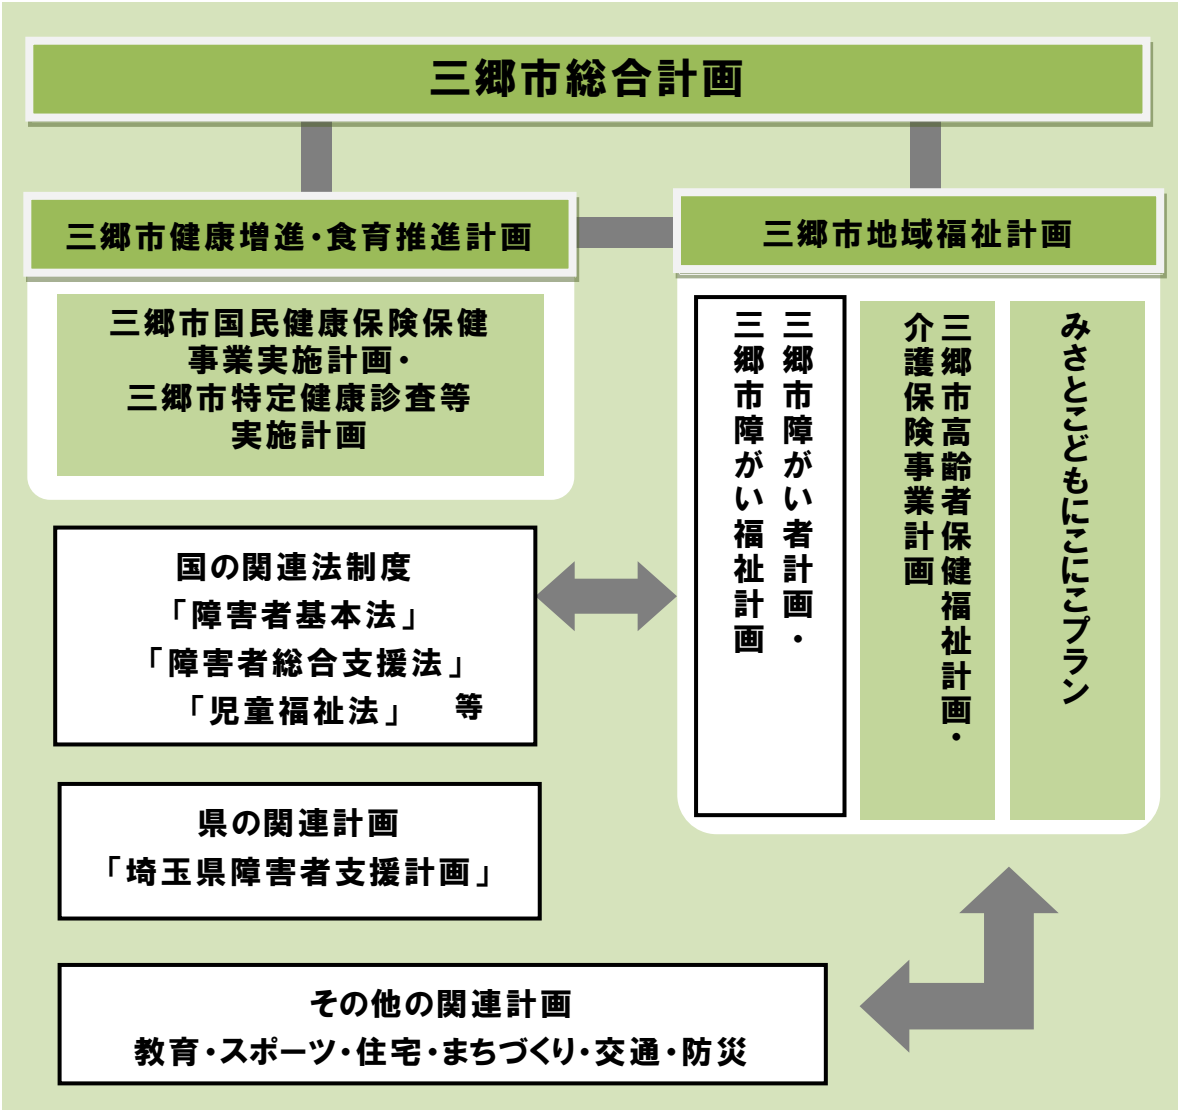 三郷市総合計画
三郷市健康増進・食育推進計画
三郷市地域福祉計画
三郷市国民健康保険保健
事業実施計画・
三郷市特定健康診査等
実施計画
三郷市障がい者計画・
三郷市障がい福祉計画
三郷市高齢者保健福祉計画・
介護保険事業計画
みさとこどもにこにこプラン
国の関連法制度
「障害者基本法」
「障害者総合支援法」
「児童福祉法」 等
県の関連計画
「埼玉県障害者支援計画」
その他の関連計画
教育・スポーツ・住宅・まちづくり・交通・防災